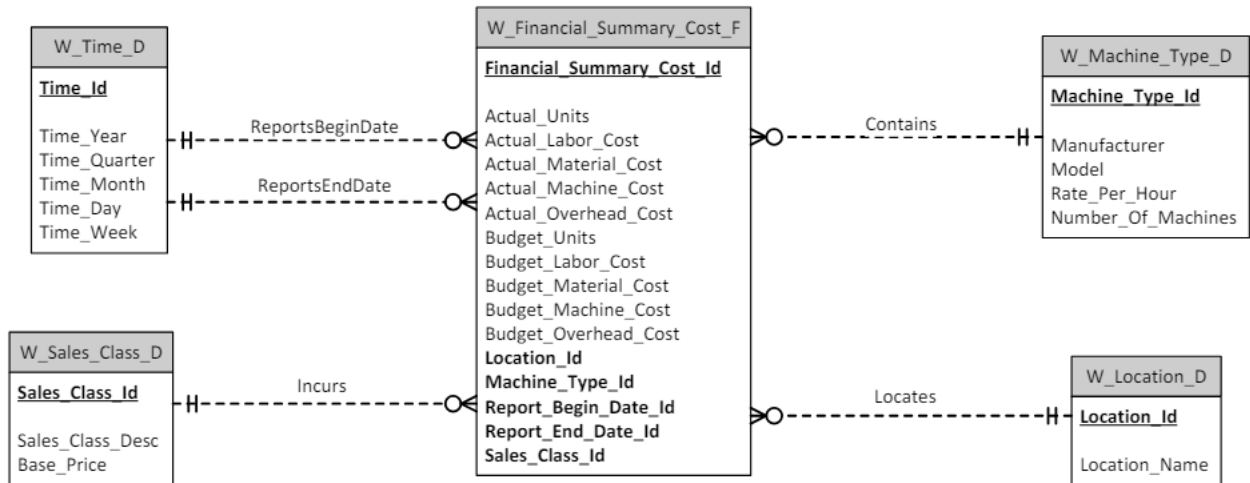 W_Time_D
Time_Id
Time_Year
Time_Quarter
Time_Month
Time_Day
Time_Week
ReportsBeginDate
ReportsEndDate
W_Sales_Class_D
Sales_Class_Id
Sales_Class_Desc
Base_Price
Incurs
W_Financial_Summary_Cost_F
Financial_Summary_Cost_Id
Actual_Units
Actual_Labor_Cost
Actual_Material_Cost
Actual_Machine_Cost
Actual_Overhead_Cost
Budget_Units
Budget_Labor_Cost
Budget_Material_Cost
Budget_Machine_Cost
Budget_Overhead_Cost
Location_Id
Machine_Type_Id
Report_Begin_Date_Id
Report_End_Date_Id
Sales_Class_Id
Contains
W_Machine_Type_D
Machine_Type_Id
Manufacturer
Model
Rate_Per_Hour
Number_Of_Machines
Locates
W_Location_D
Location_Id
Location_Name